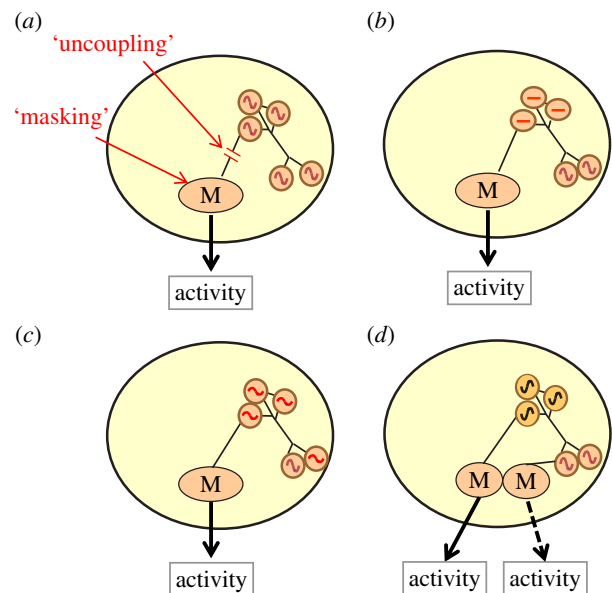 (a)
(b)
‘uncoupling’
‘masking’
M
M
activity
activity
(c)
(d)
M
M
M
activity
activity
activity